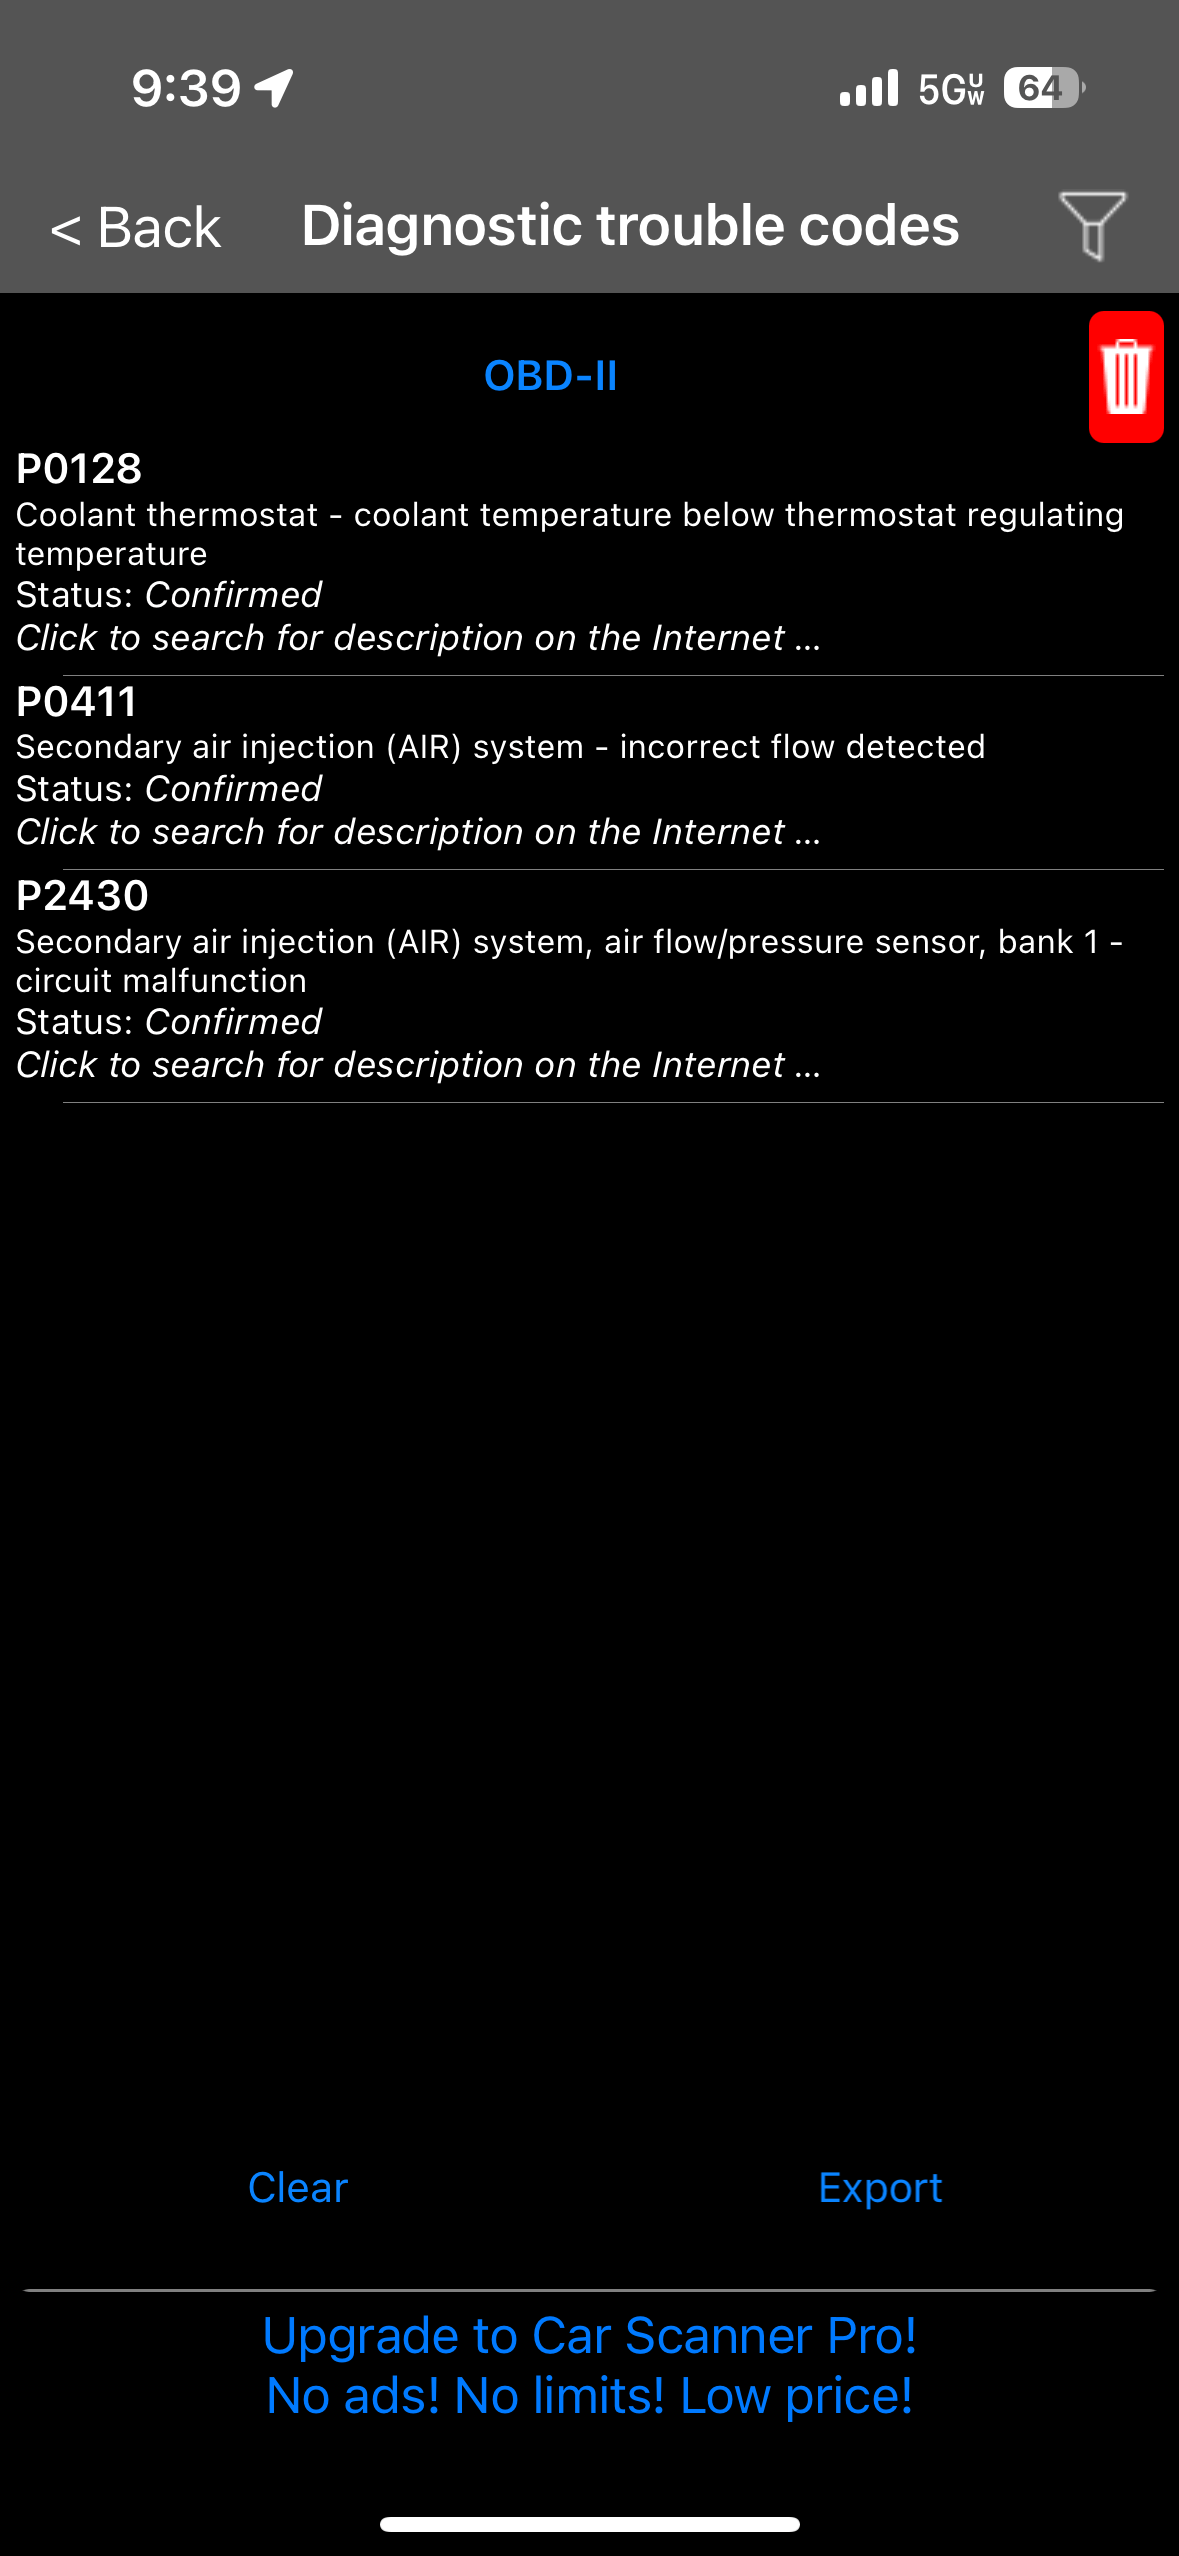 9:39
5G UW 64
< Back Diagnostic trouble codes
OBD-II
P0128
Coolant thermostat - coolant temperature below thermostat regulating
temperature
Status: Confirmed
Click to search for description on the Internet ...
P0411
Secondary air injection (AIR) system - incorrect flow detected
Status: Confirmed
Click to search for description on the Internet ...
P2430
Secondary air injection (AIR) system, air flow/pressure sensor, bank 1 -
circuit malfunction
Status: Confirmed
Click to search for description on the Internet ...
Clear Export
Upgrade to Car Scanner Pro!
No ads! No limits! Low price!